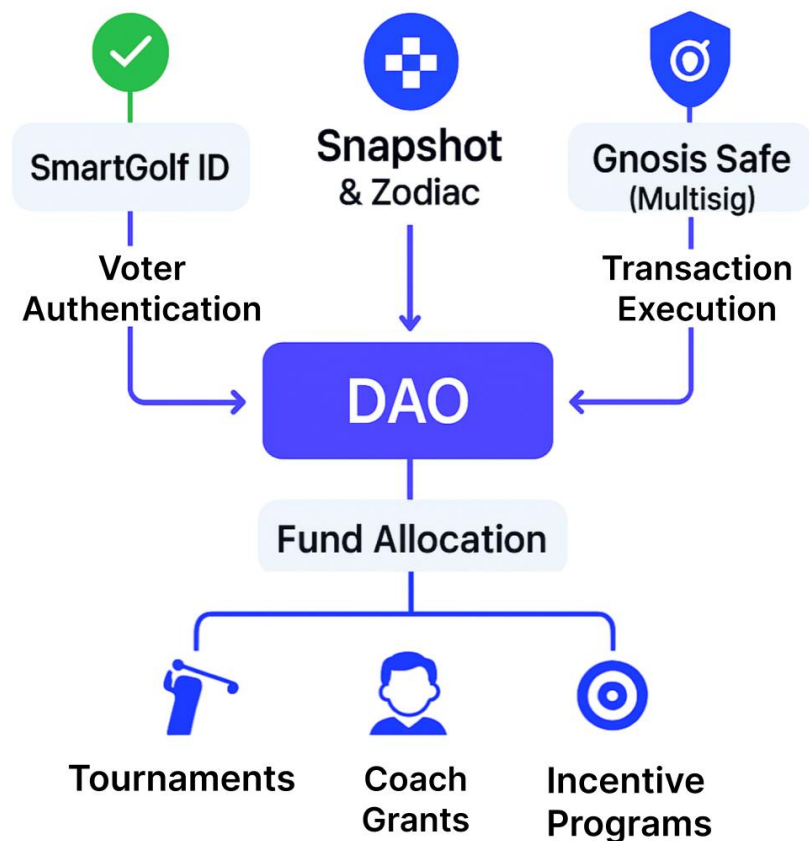 SmartGolf ID
Snapshot
& Zodiac
Gnosis Safe
(Multisig)
Voter
Authentication
Transaction
Execution
DAO
Fund Allocation
Tournaments
Coach
Grants
Incentive
Programs